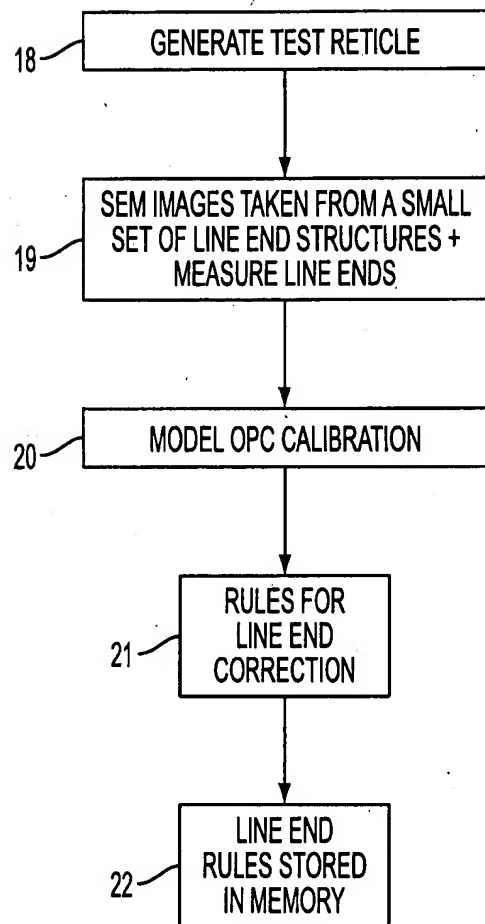 18
GENERATE TEST RETICLE
19
SEM IMAGES TAKEN FROM A SMALL
SET OF LINE END STRUCTURES +
MEASURE LINE ENDS
20
MODEL OPC CALIBRATION
21
RULES FOR
LINE END
CORRECTION
22
LINE END
RULES STORED
IN MEMORY